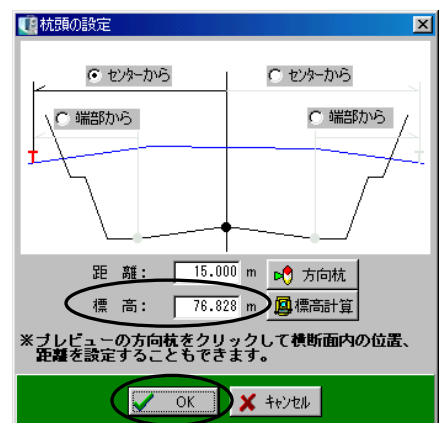 杭頭の設定
センターから センターから
端部から 端部から
距 離： 15.000 m 方向杭
標 高： 76.828 m 標高計算
※プレビューの方向杭をクリックして横断面内の位置、
距離を設定することもできます。
OK キャンセル